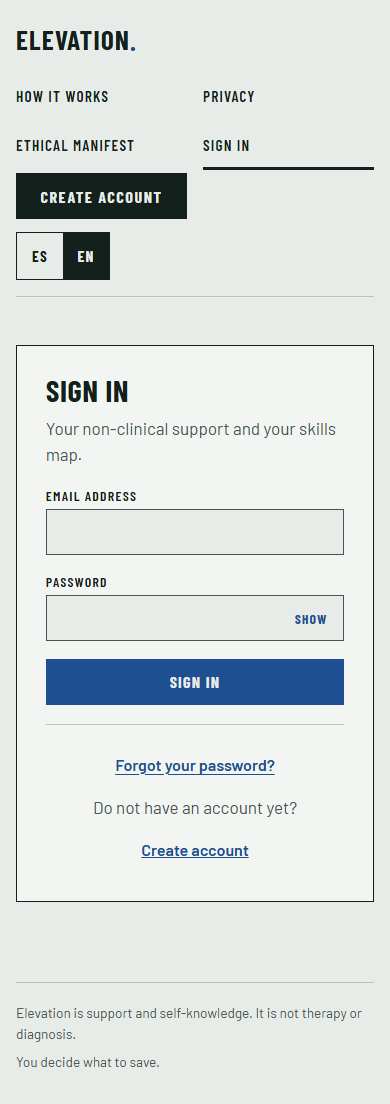 ELEVATION.
HOW IT WORKS
PRIVACY
ETHICAL MANIFEST
SIGN IN
CREATE ACCOUNT
ES EN
SIGN IN
Your non-clinical support and your skills
map.
EMAIL ADDRESS
PASSWORD
SHOW
SIGN IN
Forgot your password?
Do not have an account yet?
Create account
Elevation is support and self-knowledge. It is not therapy or
diagnosis.
You decide what to save.